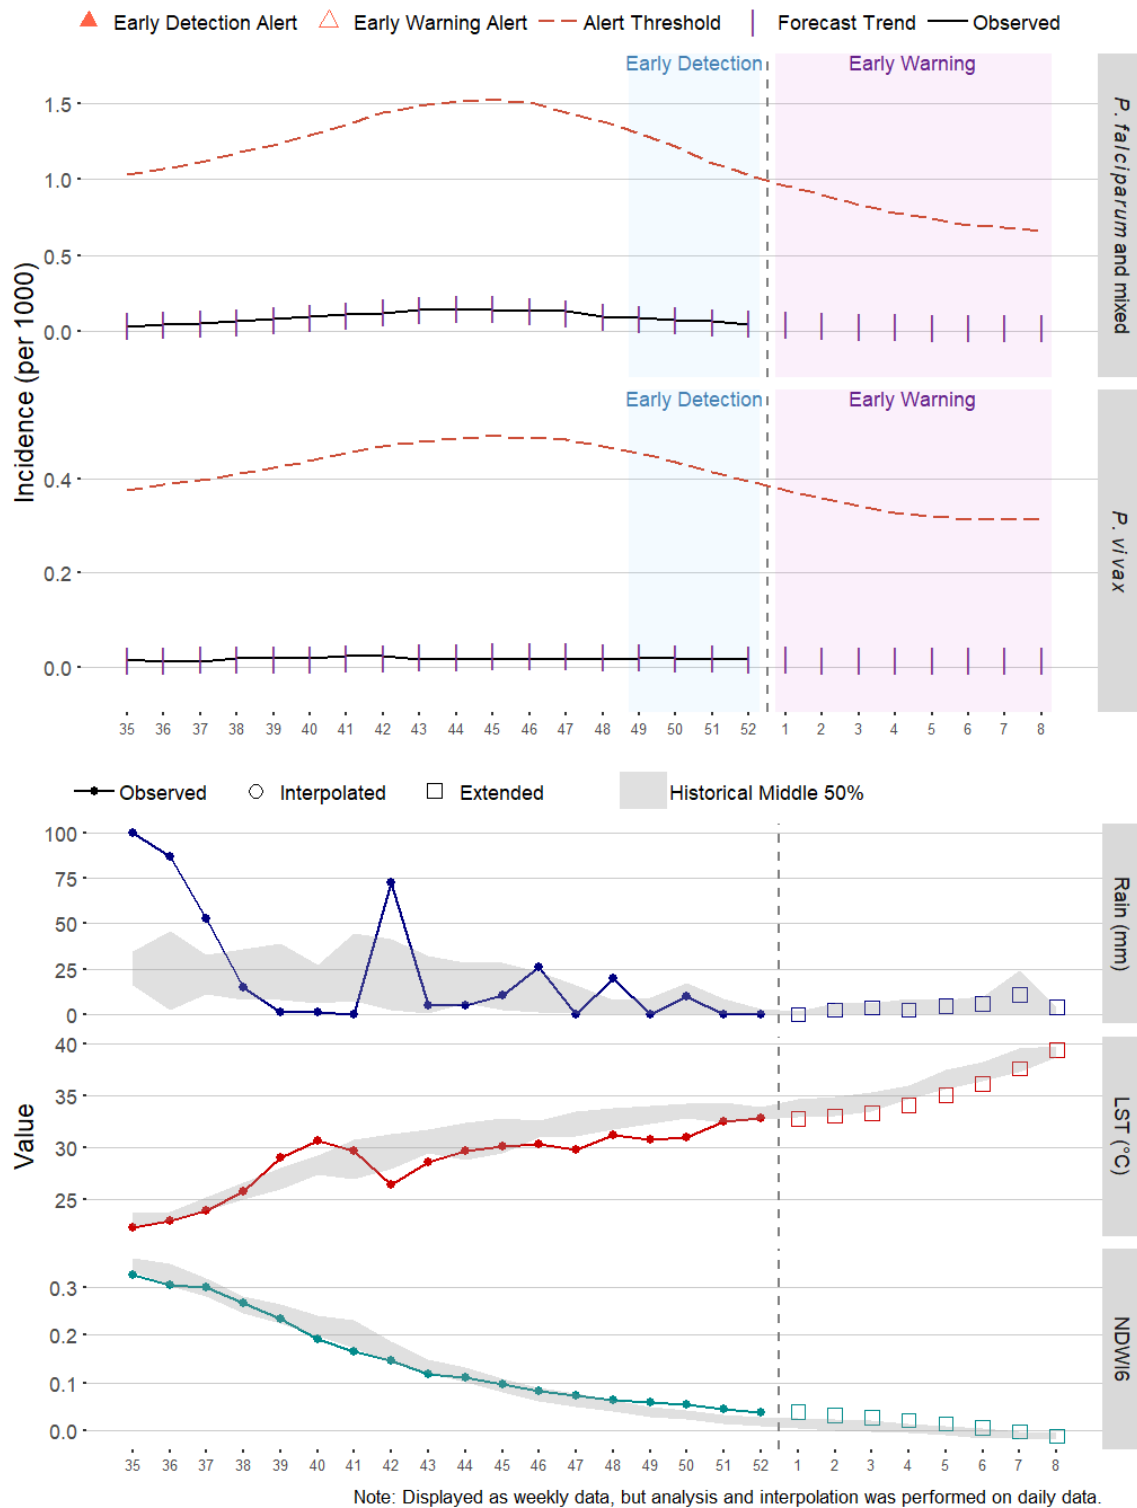 Early Detection Alert Early Warning Alert Alert Threshold Forecast Trend Observed
Early Detection Early Warning
1.5
1.0
0.5
0.0
P. falciparum and mixed
Incidence (per 1000)
Early Detection Early Warning
0.4
0.2
0.0
P. vivax
35 36 37 38 39 40 41 42 43 44 45 46 47 48 49 50 51 52 1 2 3 4 5 6 7 8
Observed Interpolated Extended Historical Middle 50%
100
75
50
25
0
Rain (mm)
Value
40
35
30
25
LST (°C)
0.3
0.2
0.1
0.0
NDWI6
35 36 37 38 39 40 41 42 43 44 45 46 47 48 49 50 51 52 1 2 3 4 5 6 7 8
Note: Displayed as weekly data, but analysis and interpolation was performed on daily data.